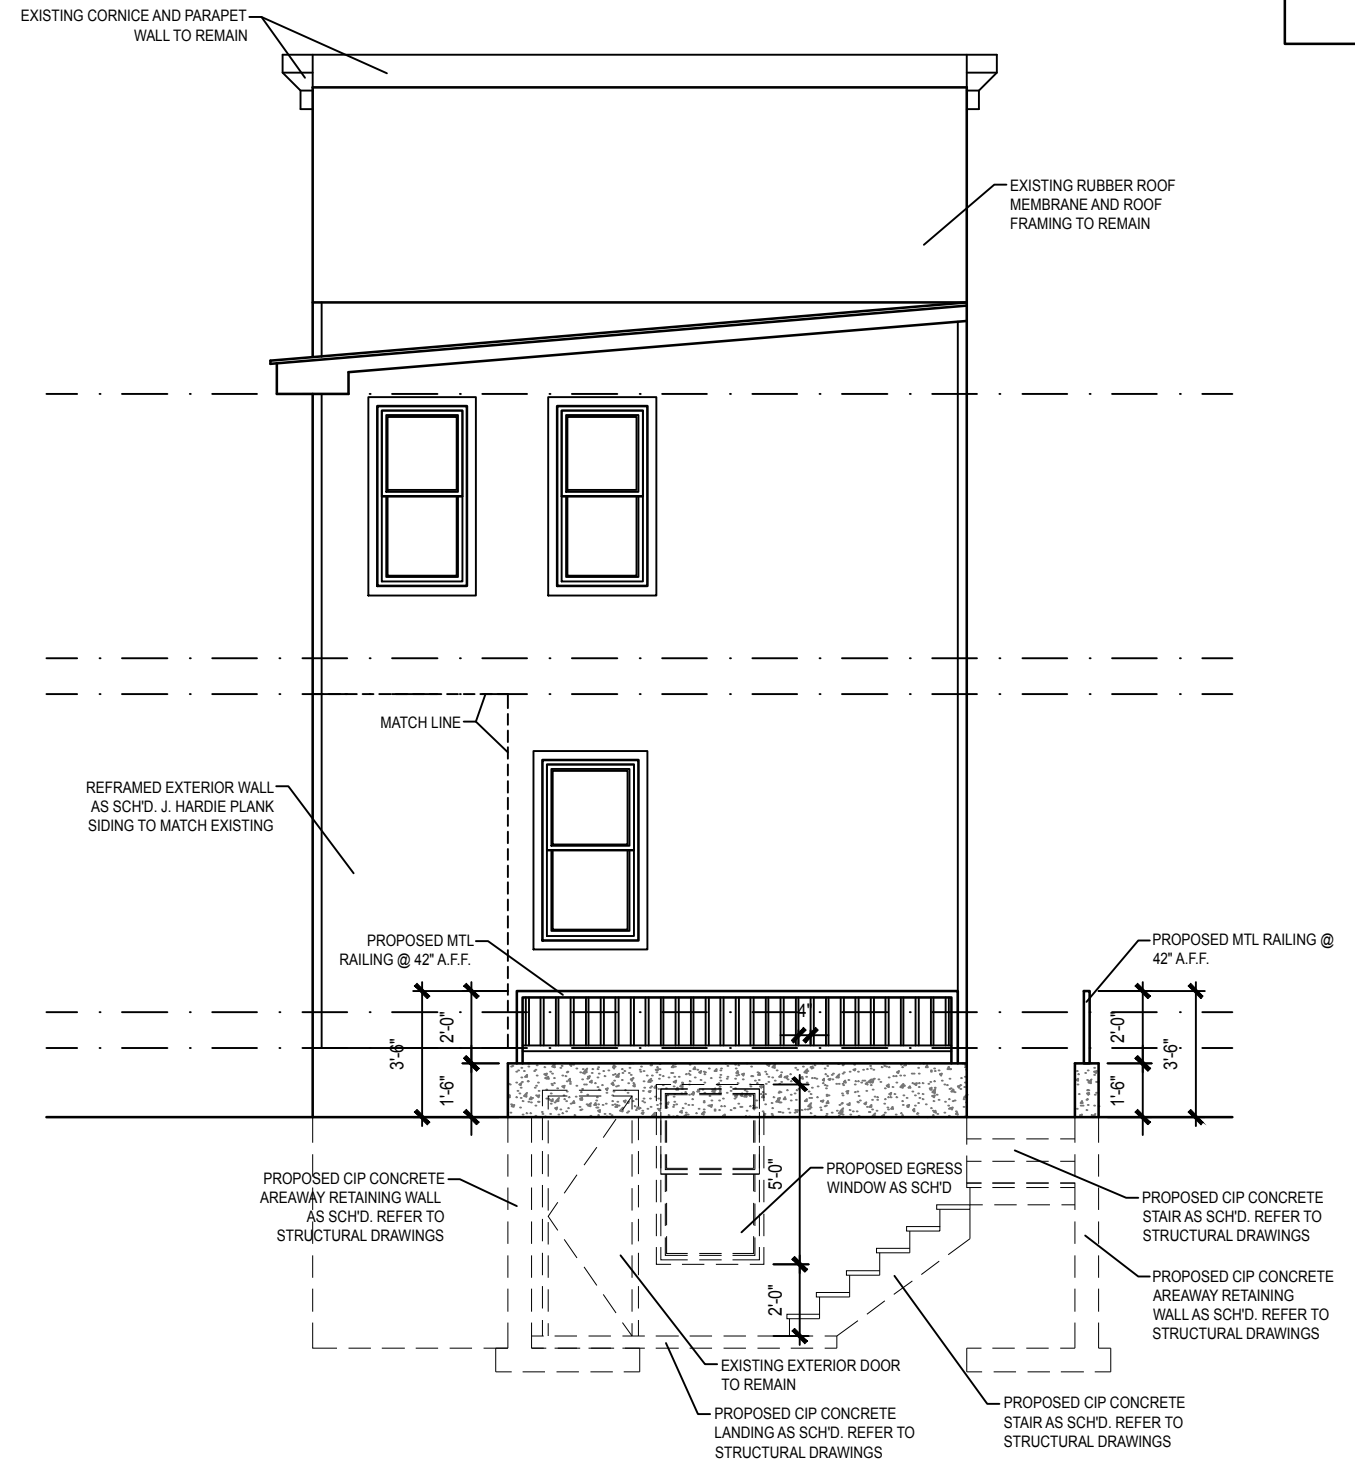 EXISTING CORNICE AND PARAPET
WALL TO REMAIN
EXISTING RUBBER ROOF
MEMBRANE AND ROOF
FRAMING TO REMAIN
MATCH LINE
REFRAMED EXTERIOR WALL
AS SCH'D. J. HARDIE PLANK
SIDING TO MATCH EXISTING
PROPOSED MTL
RAILING @ 42" A.F.F.
PROPOSED MTL RAILING @
42" A.F.F.
3'-6"
2'-0"
1'-6"
4"
2'-0"
1'-6"
3'-6"
PROPOSED CIP CONCRETE
AREAWAY RETAINING WALL
AS SCH'D. REFER TO
STRUCTURAL DRAWINGS
5'-0"
2'-0"
PROPOSED EGRESS
WINDOW AS SCH'D
PROPOSED CIP CONCRETE
STAIR AS SCH'D. REFER TO
STRUCTURAL DRAWINGS
PROPOSED CIP CONCRETE
AREAWAY RETAINING
WALL AS SCH'D. REFER TO
STRUCTURAL DRAWINGS
EXISTING EXTERIOR DOOR
TO REMAIN
PROPOSED CIP CONCRETE
LANDING AS SCH'D. REFER TO
STRUCTURAL DRAWINGS
PROPOSED CIP CONCRETE
STAIR AS SCH'D. REFER TO
STRUCTURAL DRAWINGS